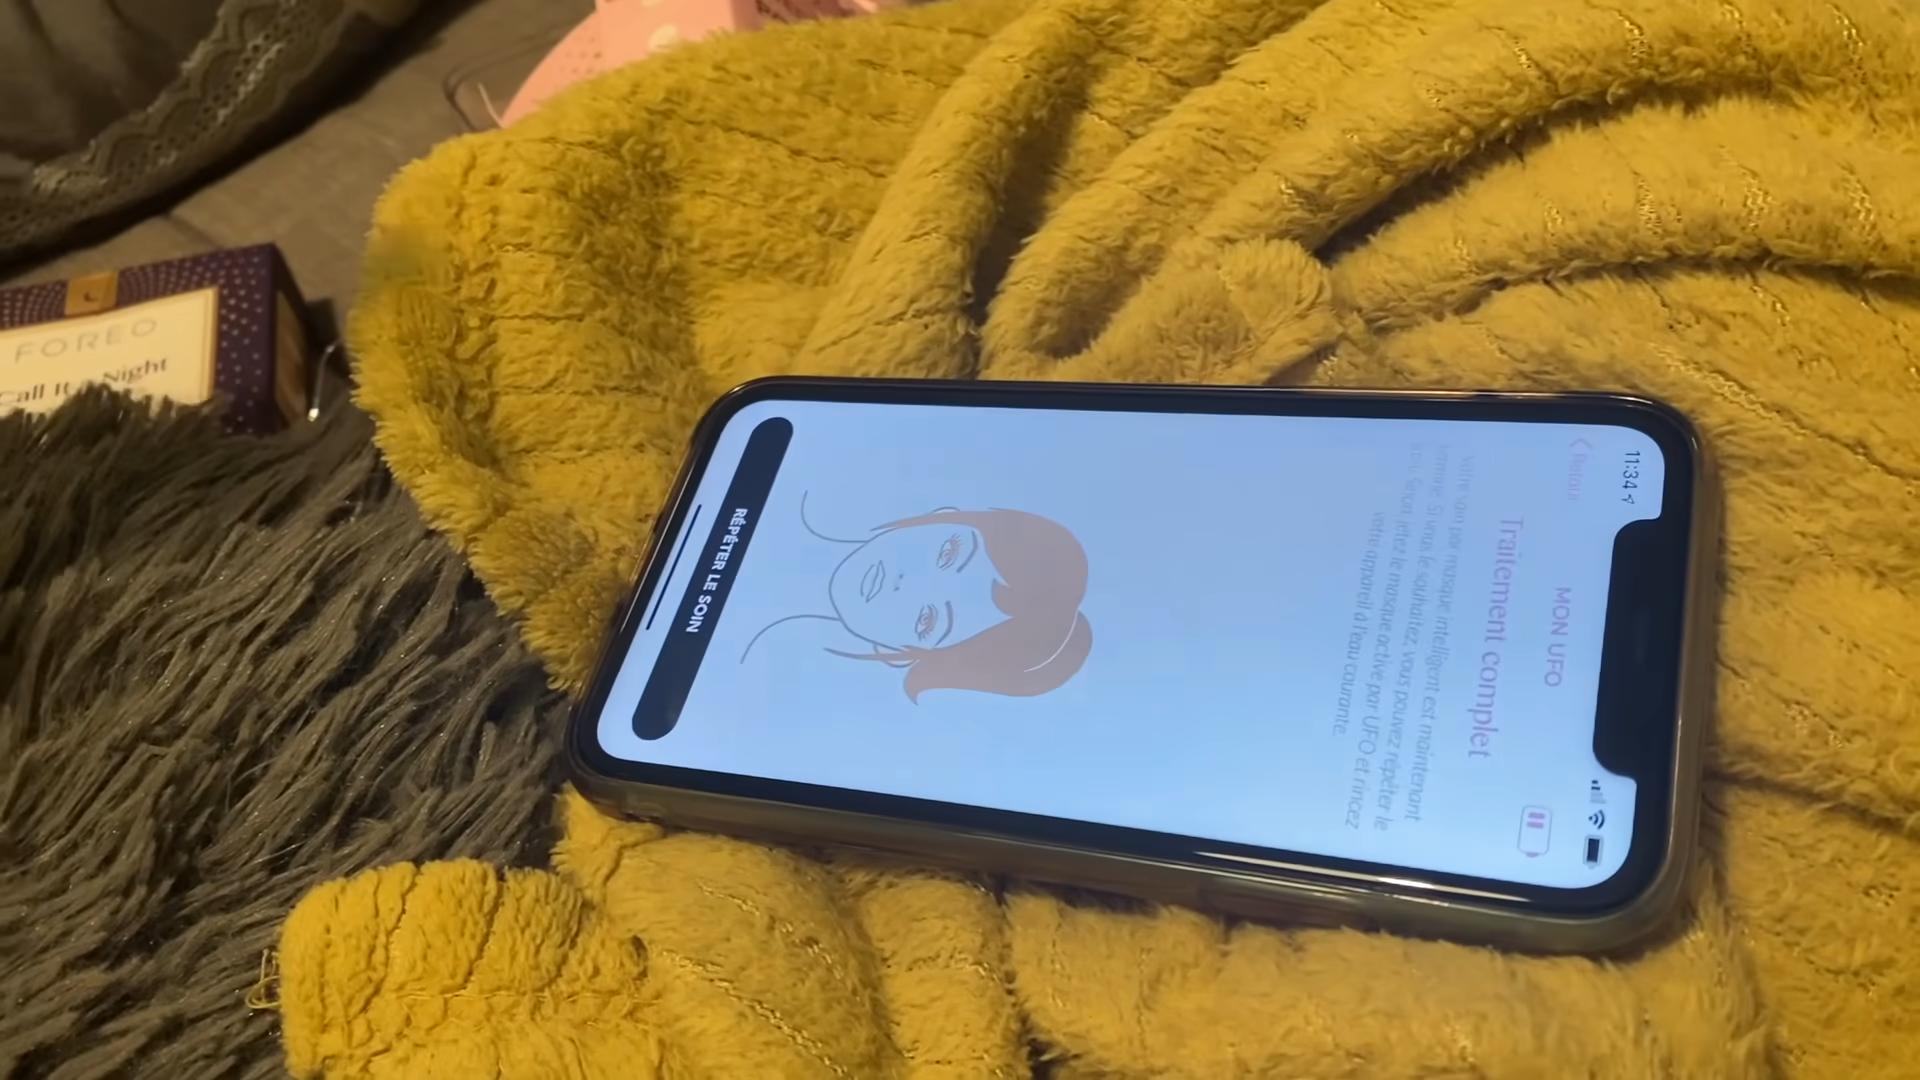 FOREO
Call It a Night
11:34
Retour
MON UFO
Traitement complet
Votre soin par masque intelligent est maintenant
terminé. Si vous le souhaitez, vous pouvez répéter le
soin. Sinon, jetez le masque activé par UFO et rincez
votre appareil à l'eau courante.
RÉPÉTER LE SOIN